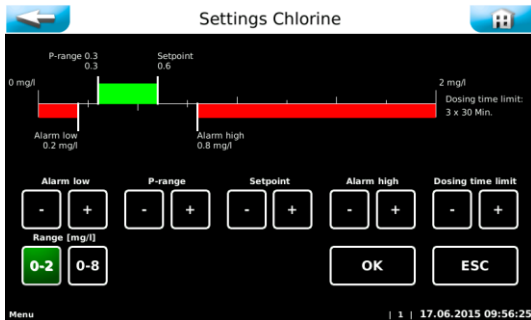 Settings Chlorine
P-range 0.3
0.3
Setpoint
0.6
0 mg/l
2 mg/l
Dosing time limit:
3 x 30 Min.
Alarm low
0.2 mg/l
Alarm high
0.8 mg/l
Alarm low
P-range
Setpoint
Alarm high
Dosing time limit
- + - + - + - + - +
Range [mg/l]
0-2 0-8 OK ESC
Menu | 1 | 17.06.2015 09:56:25